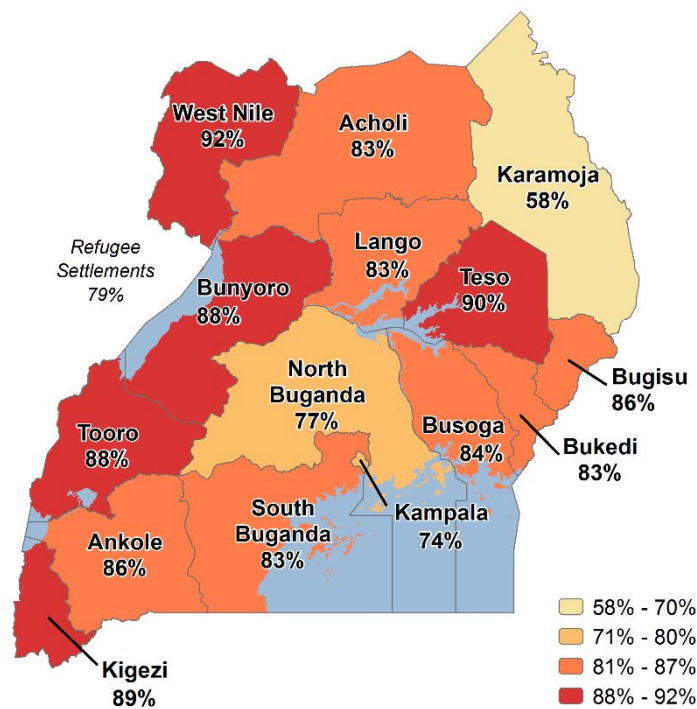 West Nile
92%
Acholi
83%
Karamoja
58%
Refugee
Settlements
79%
Lango
83%
Bunyoro
88%
Teso
90%
North
Buganda
77%
Bugisu
86%
Tooro
88%
Busoga
84%
Bukedi
83%
South
Buganda
83%
Kampala
74%
Ankole
86%
Kigezi
89%
58% - 70%
71% - 80%
81% - 87%
88% - 92%